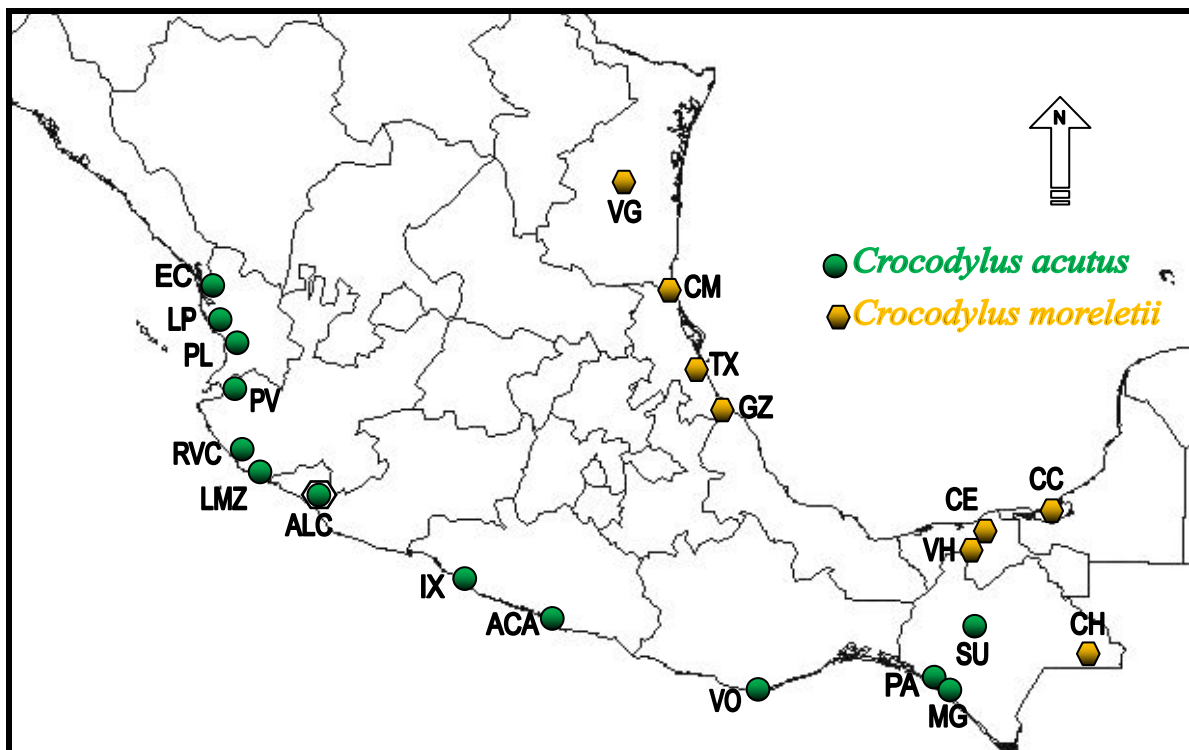 N
VG
Crocodylus acutus
EC
CM
LP
Crocodylus moreletii
PL
TX
PV
GZ
RVC
LMZ
CC
ALC
CE
VH
IX
ACA
CH
SU
PA
VO
MG